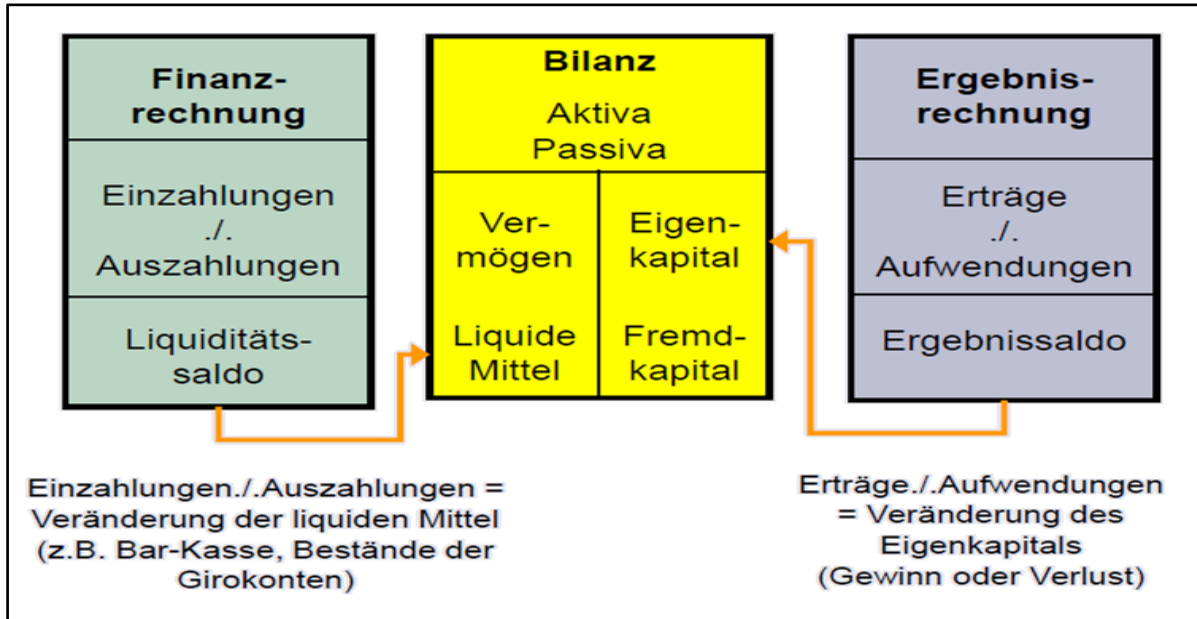 Finanz-
rechnung
Einzahlungen
./.
Auszahlungen
Liquiditäts-
saldo
Bilanz
Aktiva
Passiva
Ver-
mögen
Liquide
Mittel
Eigen-
kapital
Fremd-
kapital
Ergebnis-
rechnung
Erträge
./.
Aufwendungen
Ergebnissaldo
Einzahlungen./.Auszahlungen =
Veränderung der liquiden Mittel
(z.B. Bar-Kasse, Bestände der
Girokonten)
Erträge./.Aufwendungen
= Veränderung des
Eigenkapitals
(Gewinn oder Verlust)